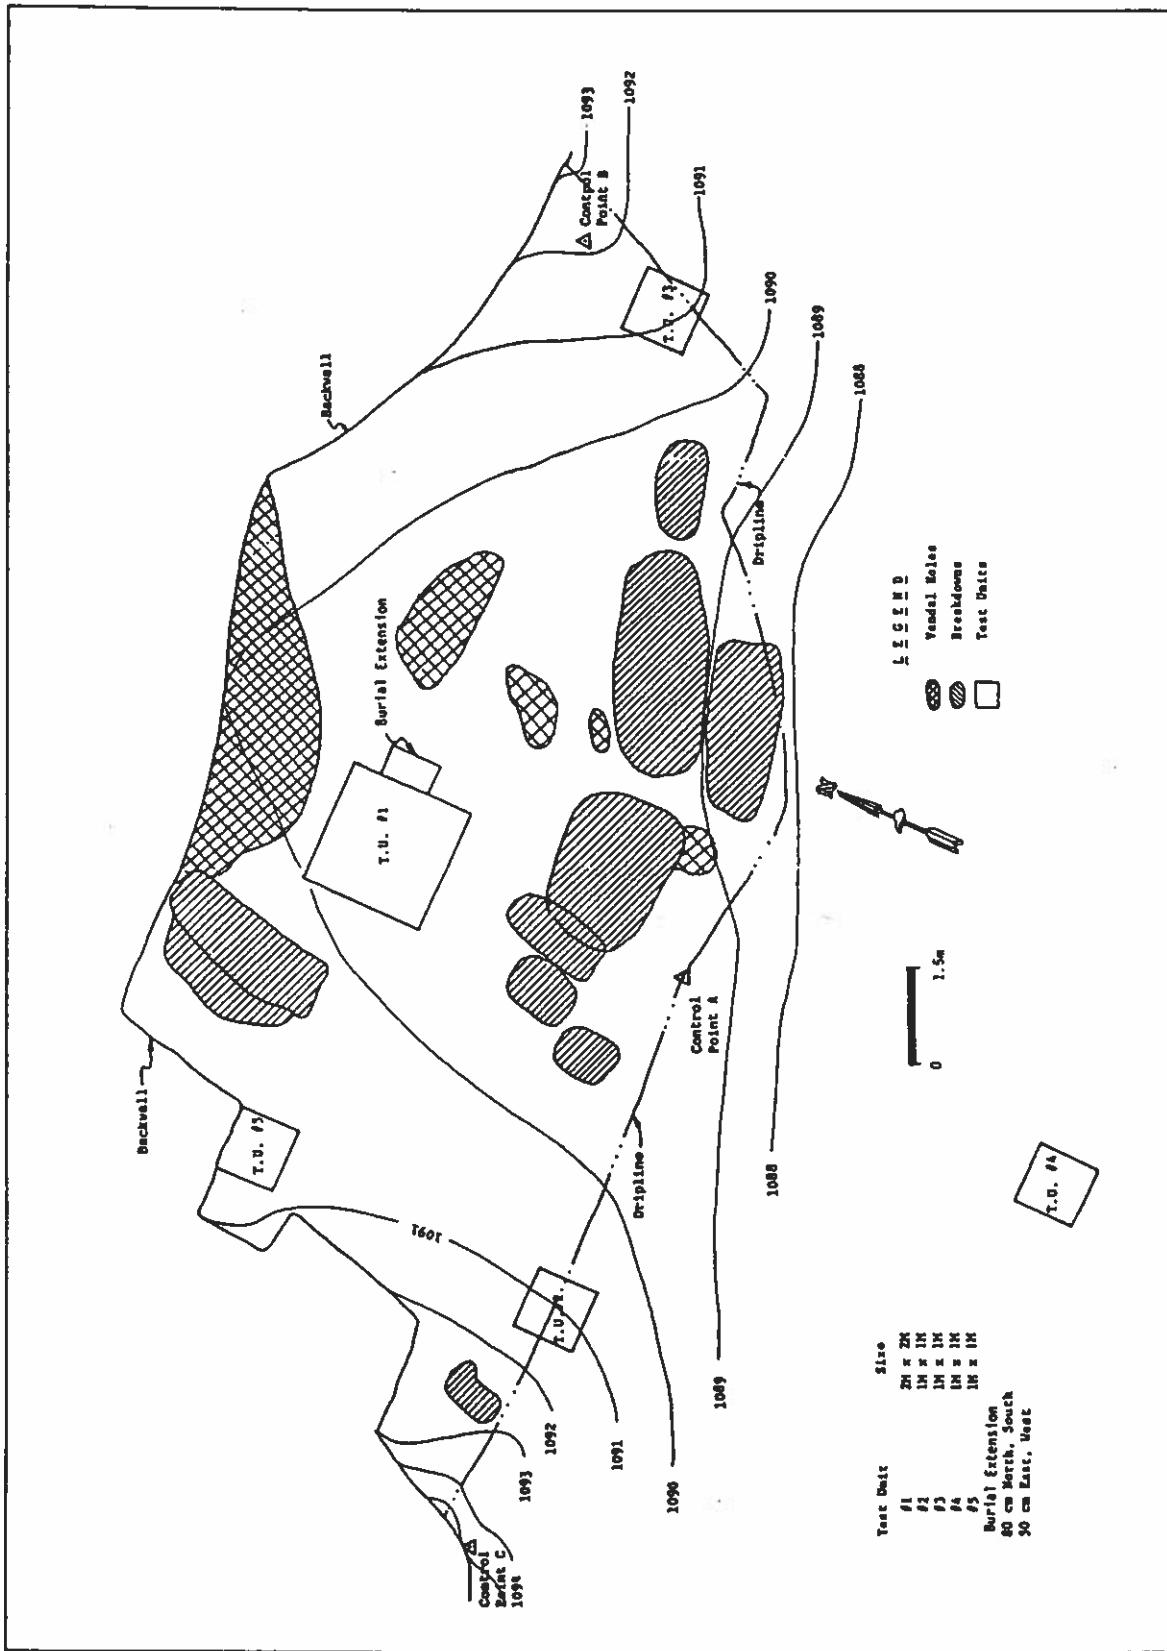 Backwall
Backwall
T.U. #5
T.U. #1
Burial Extension
T.U. #3
Control
Point B
1093
1092
1091
1090
1089
1088
1091
T.U.
Dripline
Control
Point A
Dripline
Control
Point C
1094
1093
1092
1091
1090
1089
1088
N
0 1.5m
T.U. #4
LEGEND
Vandal Holes
Breakdowns
Test Units
Test Unit Size
#1 2M x 2M
#2 1M x 1M
#3 1M x 1M
#4 1M x 1M
#5 1M x 1M
Burial Extension
80 cm North, South
50 cm East, West